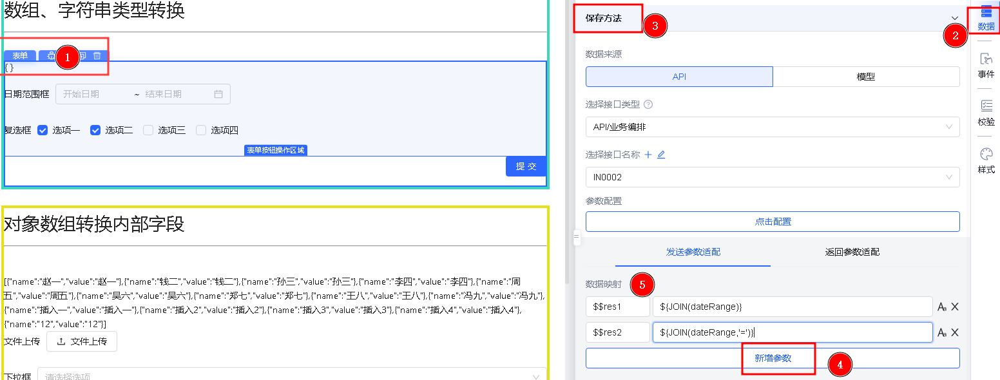 数组、字符串类型转换
表单
1
{}
日期范围框 开始日期 ~ 结束日期
复选框 选项一 选项二 选项三 选项四
表单按钮操作区域
提 交
对象数组转换内部字段
[{"name":"赵一","value":"赵一"},{"name":"钱二","value":"钱二"},{"name":"孙三","value":"孙三"},{"name":"李四","value":"李四"},{"name":"周
五","value":"周五"},{"name":"吴六","value":"吴六"},{"name":"郑七","value":"郑七"},{"name":"王八","value":"王八"},{"name":"冯九","value":"冯九"},
{"name":"插入一","value":"插入一"},{"name":"插入2","value":"插入2"},{"name":"插入3","value":"插入3"},{"name":"插入4","value":"插入4"},
{"name":"12","value":"12"}]
文件上传 文件上传
下拉框 请选择选项
保存方法
3
数据来源
API 模型
选择接口类型 ?
API/业务编排
选择接口名称 +
IN0002
参数配置
点击配置
发送参数适配 返回参数适配
数据映射 5
$$res1 ${JOIN(dateRange)}
$$res2 ${JOIN(dateRange,'=')}
新增参数
4
2
数据
事件
校验
样式